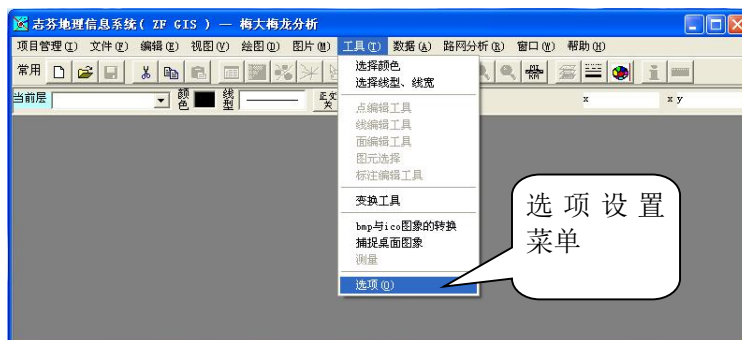 志芬地理信息系统( ZF GIS ) — 梅大梅龙分析
项目管理(I) 文件(F) 编辑(E) 视图(V) 绘图(D) 图片(M) 工具(T) 数据(A) 路网分析(R) 窗口(W) 帮助(H)
常用
当前层 颜色 线型 x x y
选择颜色
选择线型、线宽
点编辑工具
线编辑工具
面编辑工具
图元选择
标注编辑工具
变换工具
bmp与ico图象的转换
捕捉桌面图象
测量
选项(O)
选项设置
菜单